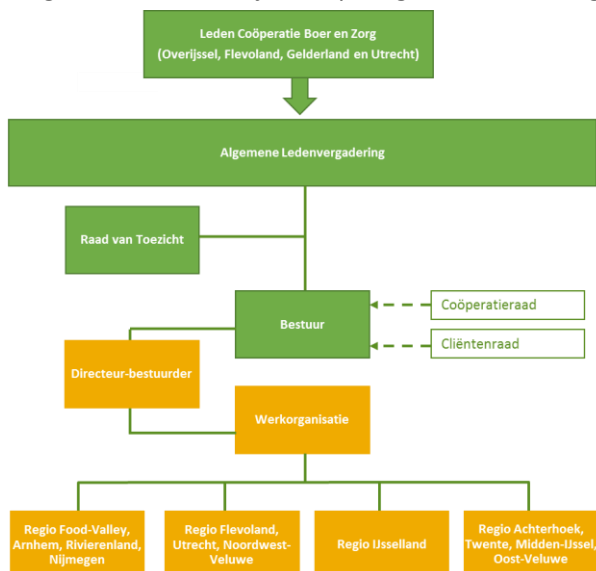 Leden Coöperatie Boer en Zorg
(Overijssel, Flevoland, Gelderland en Utrecht)
Algemene Ledenvergadering
Raad van Toezicht
Bestuur
Coöperatieraad
Cliëntenraad
Directeur-bestuurder
Werkorganisatie
Regio Food-Valley,
Arnhem, Rivierenland,
Nijmegen
Regio Flevoland,
Utrecht, Noordwest-
Veluwe
Regio IJsselland
Regio Achterhoek,
Twente, Midden-IJssel,
Oost-Veluwe